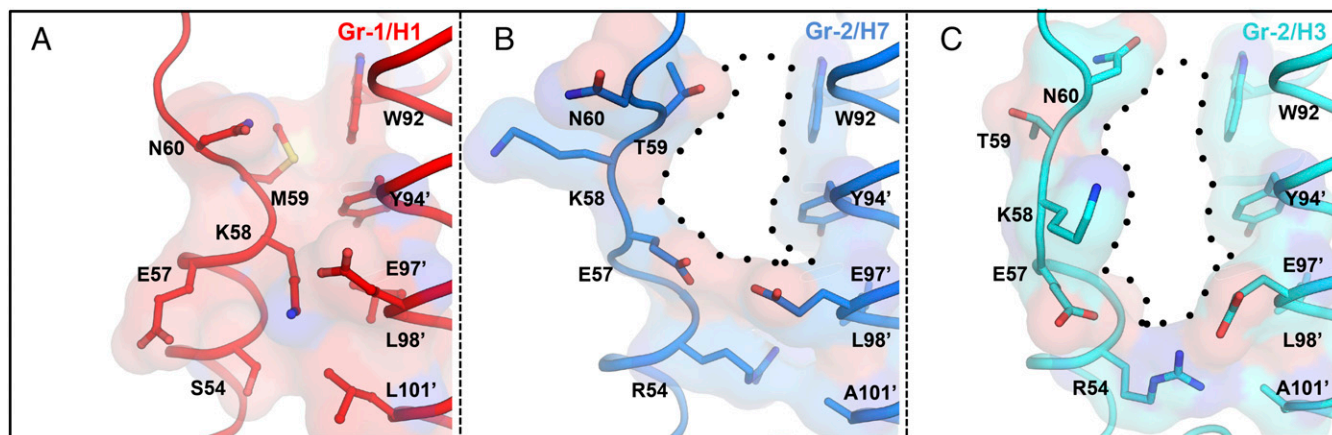 A
Gr-1/H1
N60
W92
M59
Y94’
K58
E57
E97’
L98’
S54
L101’
B
Gr-2/H7
N60
T59
W92
K58
Y94’
E57
E97’
L98’
R54
A101’
C
Gr-2/H3
N60
W92
T59
K58
Y94’
E57
E97’
L98’
R54
A101’